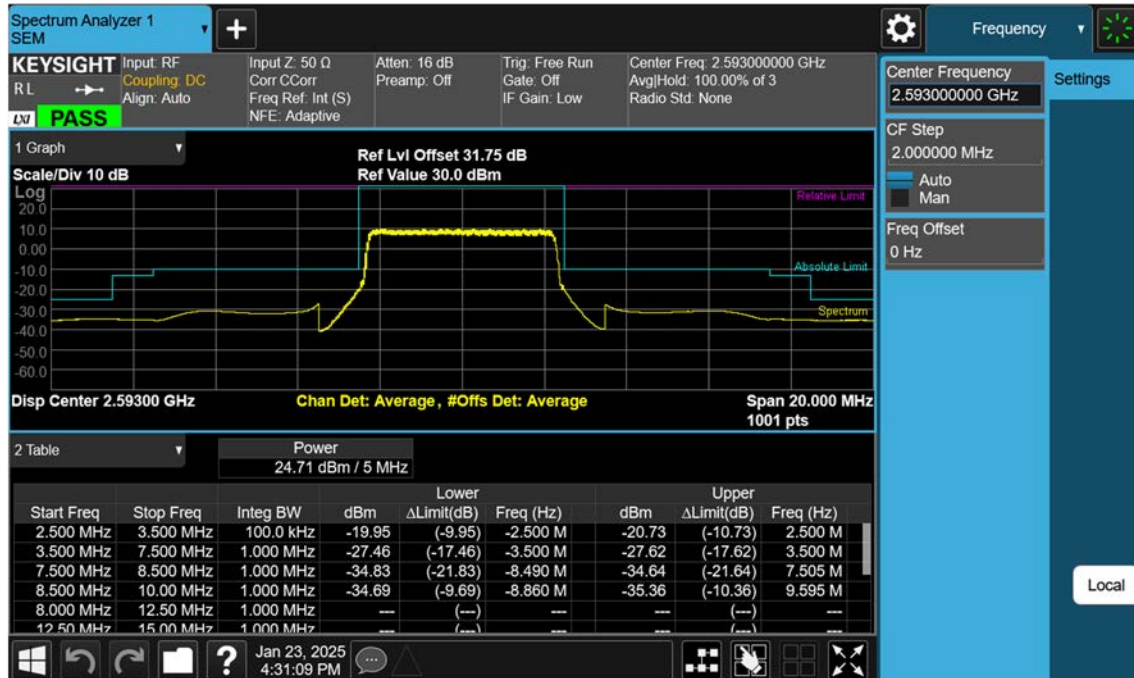 Spectrum Analyzer 1
SEM
+
Frequency
KEYSIGHT
RL
LXI
PASS
Input: RF
Coupling: DC
Align: Auto
Input Z: 50 Ω
Corr CCorr
Freq Ref: Int (S)
NFE: Adaptive
Atten: 16 dB
Preamp: Off
Trig: Free Run
Gate: Off
IF Gain: Low
Center Freq: 2.593000000 GHz
Avg|Hold: 100.00% of 3
Radio Std: None
Center Frequency
2.593000000 GHz
Settings
CF Step
2.000000 MHz
Auto
Man
Freq Offset
0 Hz
1 Graph
Scale/Div 10 dB
Ref Lvl Offset 31.75 dB
Ref Value 30.0 dBm
Log
20.0
10.0
0.00
-10.0
-20.0
-30.0
-40.0
-50.0
-60.0
Relative Limit
Absolute Limit
Spectrum
Disp Center 2.59300 GHz
Chan Det: Average, #Offs Det: Average
Span 20.000 MHz
1001 pts
2 Table
Power
24.71 dBm / 5 MHz
Lower Upper
Start Freq Stop Freq Integ BW dBm ΔLimit(dB) Freq (Hz) dBm ΔLimit(dB) Freq (Hz)
2.500 MHz 3.500 MHz 100.0 kHz -19.95 (-9.95) -2.500 M -20.73 (-10.73) 2.500 M
3.500 MHz 7.500 MHz 1.000 MHz -27.46 (-17.46) -3.500 M -27.62 (-17.62) 3.500 M
7.500 MHz 8.500 MHz 1.000 MHz -34.83 (-21.83) -8.490 M -34.64 (-21.64) 7.505 M
8.500 MHz 10.00 MHz 1.000 MHz -34.69 (-9.69) -8.860 M -35.36 (-10.36) 9.595 M
8.000 MHz 12.50 MHz 1.000 MHz --- (---) --- --- (---) ---
12.50 MHz 15.00 MHz 1.000 MHz --- (---) --- --- (---) ---
Local
?
Jan 23, 2025
4:31:09 PM